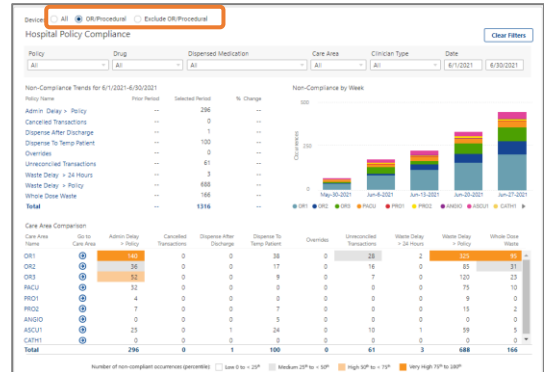 Device: All OR/Procedural Exclude OR/Procedural
Hospital Policy Compliance
Clear Filters
Policy Drug Dispensed Medication Care Area Clinician Type Date
All All All All All 6/1/2021 6/30/2021
Non-Compliance Trends for 6/1/2021-6/30/2021
Policy Name Prior Period Selected Period % Change
Admin Delay > Policy -- 296 --
Cancelled Transactions -- 0 --
Dispense After Discharge -- 1 --
Dispense To Temp Patient -- 100 --
Overrides -- 0 --
Unreconciled Transactions -- 61 --
Waste Delay > 24 Hours -- 3 --
Waste Delay > Policy -- 688 --
Whole Dose Waste -- 166 --
Total -- 1316 --
Non-Compliance by Week
Occurrences
500
250
0
May-30-2021 Jun-6-2021 Jun-13-2021 Jun-20-2021 Jun-27-2021
OR1 OR2 OR3 PACU PRO1 PRO2 ANGIO ASCU1 CATH1
Care Area Comparison
Care Area Name Go to Care Area Admin Delay > Policy Cancelled Transactions Dispense After Discharge Dispense To Temp Patient Overrides Unreconciled Transactions Waste Delay > 24 Hours Waste Delay > Policy Whole Dose Waste
OR1 140 0 0 38 0 28 2 325 95
OR2 36 0 0 17 0 16 0 85 31
OR3 52 0 0 9 0 7 0 120 23
PACU 32 0 0 0 0 0 0 75 10
PRO1 4 0 0 0 0 0 0 9 0
PRO2 7 0 0 7 0 0 0 15 2
ANGIO 0 0 0 5 0 0 0 0 0
ASCU1 25 0 1 24 0 10 1 59 5
CATH1 0 0 0 0 0 0 0 0 0
Total 296 0 1 100 0 61 3 688 166
Number of non-compliant occurrences (percentile) Low 0 to < 25th Medium 25th to < 50th High 50th to < 75th Very High 75th to 100th